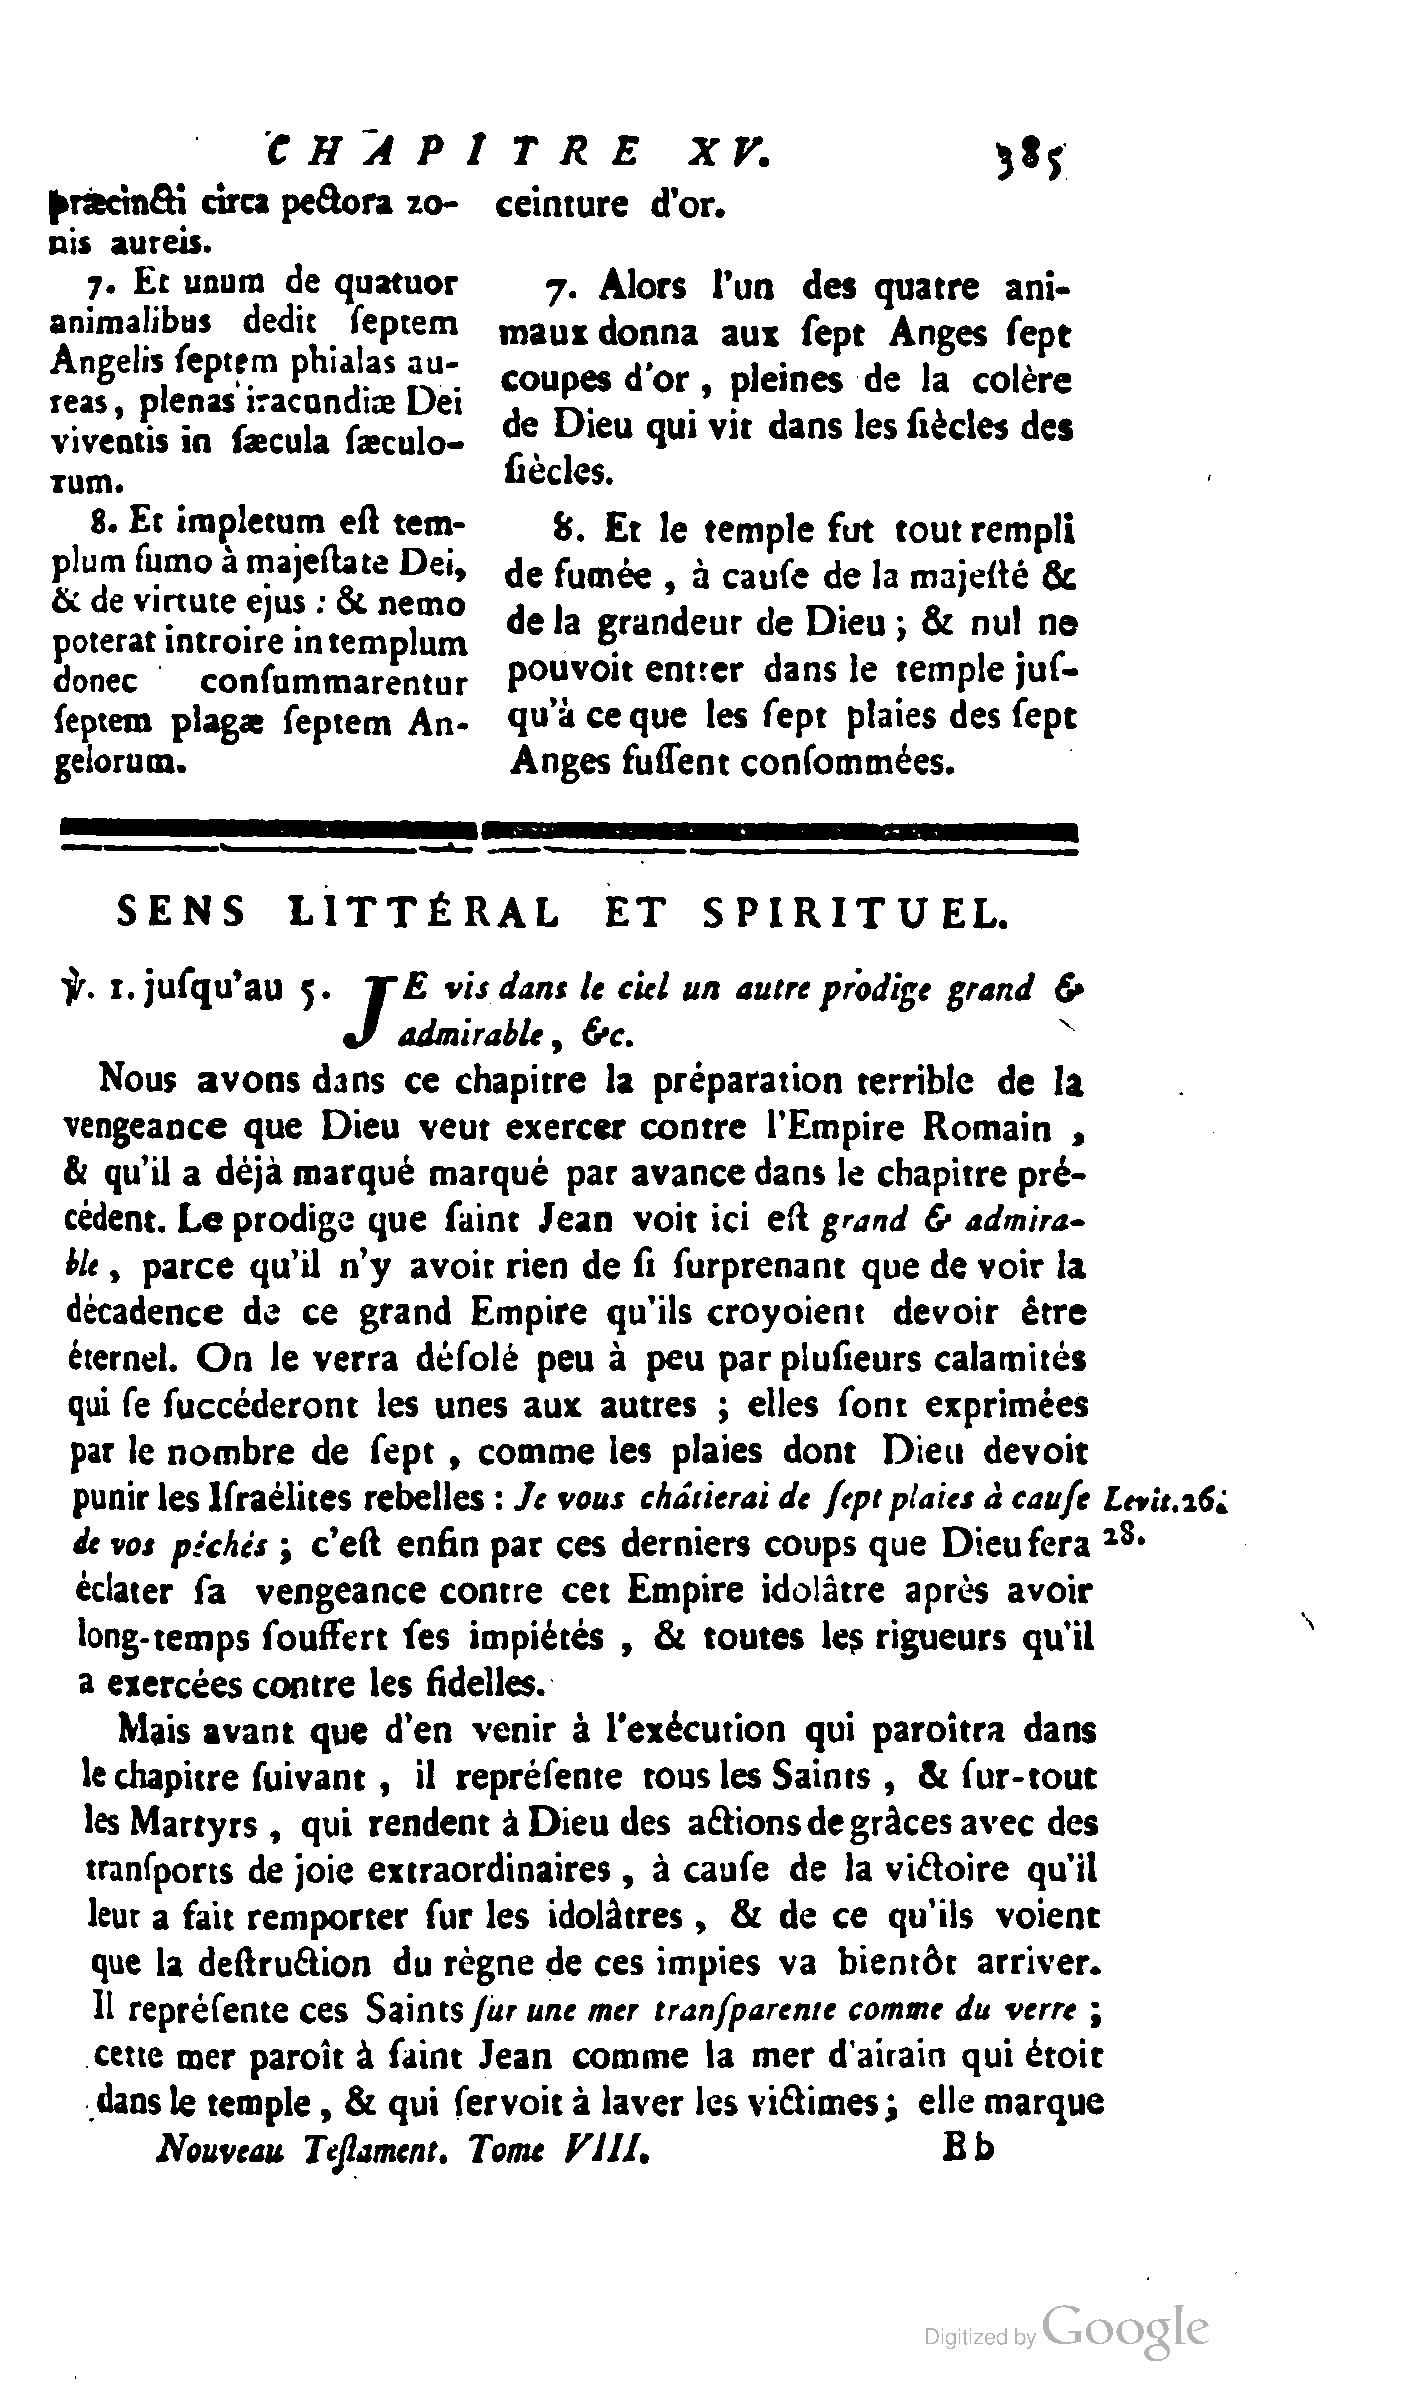 CHAPITRE XV. 385
præcincti circa pectora zo-
nis aureis.
7. Et unum de quatuor
animalibus dedit ſeptem
Angelis ſeptem phialas au-
reas, plenas iracundiæ Dei
viventis in ſæcula ſæculo-
rum.
8. Et impletum eſt tem-
plum fumo à majeſtate Dei,
& de virtute ejus : & nemo
poterat introire in templum
donec conſummarentur
ſeptem plagæ ſeptem An-
gelorum.
ceinture d'or.
7. Alors l'un des quatre ani-
maux donna aux ſept Anges ſept
coupes d'or, pleines de la colère
de Dieu qui vit dans les ſiècles des
ſiècles.
8. Et le temple fut tout rempli
de fumée, à cauſe de la majeſté &
de la grandeur de Dieu ; & nul ne
pouvoit entrer dans le temple juſ-
qu'à ce que les ſept plaies des ſept
Anges fuſſent conſommées.
SENS LITTÉRAL ET SPIRITUEL.
℣. 1. juſqu'au 5. JE vis dans le ciel un autre prodige grand &
admirable, &c.
Nous avons dans ce chapitre la préparation terrible de la
vengeance que Dieu veut exercer contre l'Empire Romain,
& qu'il a déjà marqué marqué par avance dans le chapitre pré-
cédent. Le prodige que ſaint Jean voit ici eſt grand & admira-
ble, parce qu'il n'y avoit rien de ſi ſurprenant que de voir la
décadence de ce grand Empire qu'ils croyoient devoir être
éternel. On le verra déſolé peu à peu par pluſieurs calamités
qui ſe ſuccéderont les unes aux autres ; elles ſont exprimées
par le nombre de ſept, comme les plaies dont Dieu devoit
punir les Iſraélites rebelles : Je vous châtierai de ſept plaies à cauſe Levit. 26.
de vos péchés ; c'eſt enfin par ces derniers coups que Dieu fera 28.
éclater ſa vengeance contre cet Empire idolâtre après avoir
long-temps ſouffert ſes impiétés, & toutes les rigueurs qu'il
a exercées contre les fidelles.
Mais avant que d'en venir à l'exécution qui paroîtra dans
le chapitre ſuivant, il repréſente tous les Saints, & ſur-tout
les Martyrs, qui rendent à Dieu des actions de grâces avec des
tranſports de joie extraordinaires, à cauſe de la victoire qu'il
leur a fait remporter ſur les idolâtres, & de ce qu'ils voient
que la deſtruction du règne de ces impies va bientôt arriver.
Il repréſente ces Saints ſur une mer tranſparente comme du verre ;
cette mer paroît à ſaint Jean comme la mer d'airain qui étoit
dans le temple, & qui ſervoit à laver les victimes ; elle marque
Nouveau Teſtament. Tome VIII. Bb
Digitized by Google